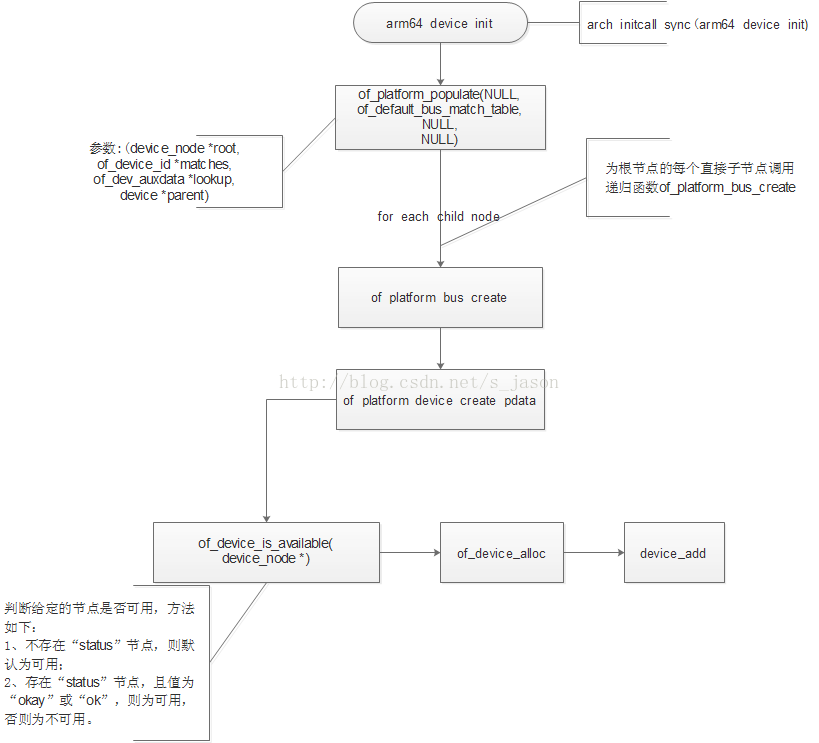 arm64 device init
arch initcall sync(arm64 device init)
of_platform_populate(NULL,
of_default_bus_match_table,
NULL,
NULL)
参数:(device_node *root,
of_device_id *matches,
of_dev_auxdata *lookup,
device *parent)
为根节点的每个直接子节点调用
递归函数of_platform_bus_create
for each child node
of platform bus create
http://blog.csdn.net/s_jason
of platform device create pdata
of_device_is_available(
device_node *)
of_device_alloc
device_add
判断给定的节点是否可用，方法
如下：
1、不存在“status”节点，则默
认为可用；
2、存在“status”节点，且值为
“okay”或“ok”，则为可用，
否则为不可用。